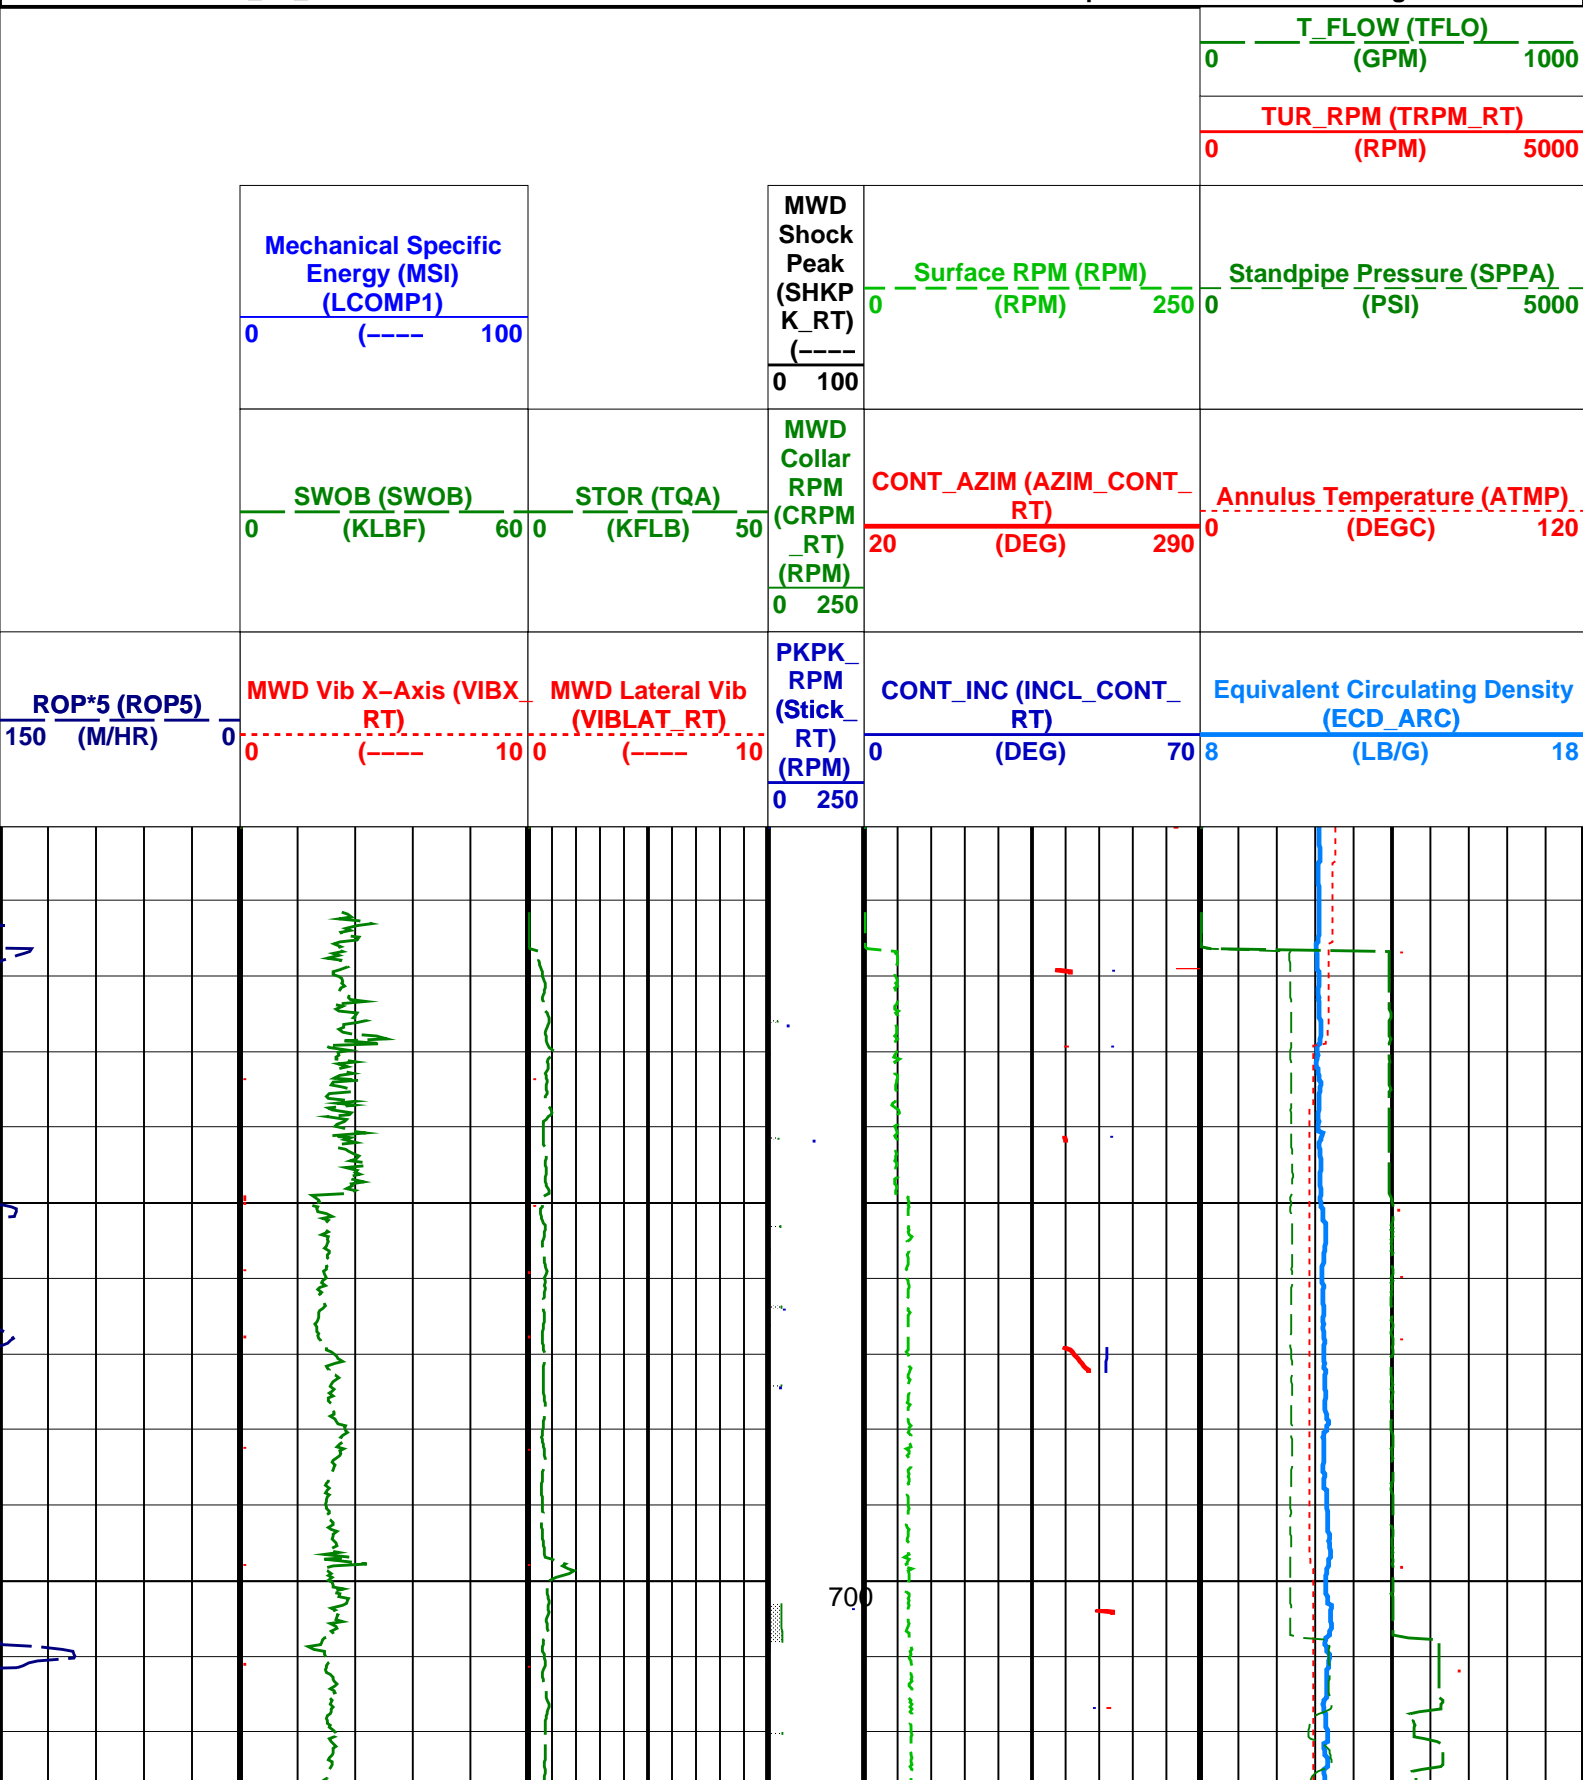 T_FLOW (TFLO)
0 (GPM) 1000
TUR_RPM (TRPM_RT)
0 (RPM) 5000
Mechanical Specific
Energy (MSI)
(LCOMP1)
0 (---- 100
MWD
Shock
Peak
(SHKP
K_RT)
(----
0 100
Surface RPM (RPM)
0 (RPM) 250
Standpipe Pressure (SPPA)
0 (PSI) 5000
SWOB (SWOB)
0 (KLBF) 60
STOR (TQA)
0 (KFLB) 50
MWD
Collar
RPM
(CRPM
_RT)
(RPM)
0 250
CONT_AZIM (AZIM_CONT_
RT)
20 (DEG) 290
Annulus Temperature (ATMP)
0 (DEGC) 120
ROP*5 (ROP5)
150 (M/HR) 0
MWD Vib X-Axis (VIBX_
RT)
0 (---- 10
MWD Lateral Vib
(VIBLAT_RT)
0 (---- 10
PKPK_
RPM
(Stick_
RT)
(RPM)
0 250
CONT_INC (INCL_CONT_
RT)
0 (DEG) 70
Equivalent Circulating Density
(ECD_ARC)
8 (LB/G) 18
700